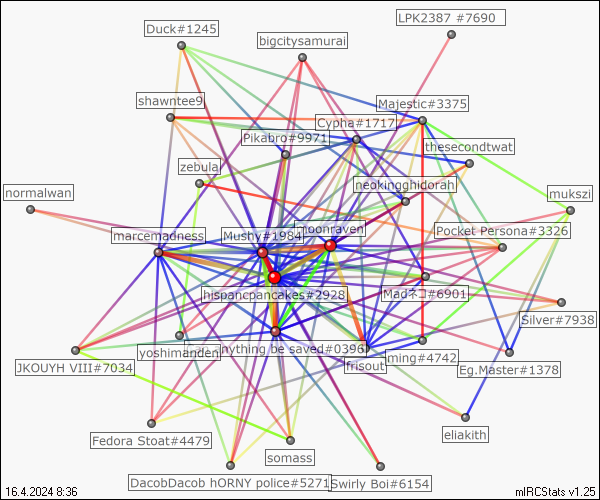 LPK2387 #7690
Duck#1245
bigcitysamurai
shawntee9
Majestic#3375
Cypha#1717
Pikabro#9971
thesecondtwat
zebula
neokingghidorah
normalwan
mukszi
marcemadness
Mushy#1984
moonraven
Pocket Persona#3326
hispancpancakes#2928
Madネコ#6901
Silver#7938
yoshimanden
anything be saved#0396
ming#4742
JKOUYH VIII#7034
frisout
Eg.Master#1378
Fedora Stoat#4479
eliakith
somass
DacobDacob hORNY police#5271
Swirly Boi#6154
16.4.2024 8:36
mIRCStats v1.25